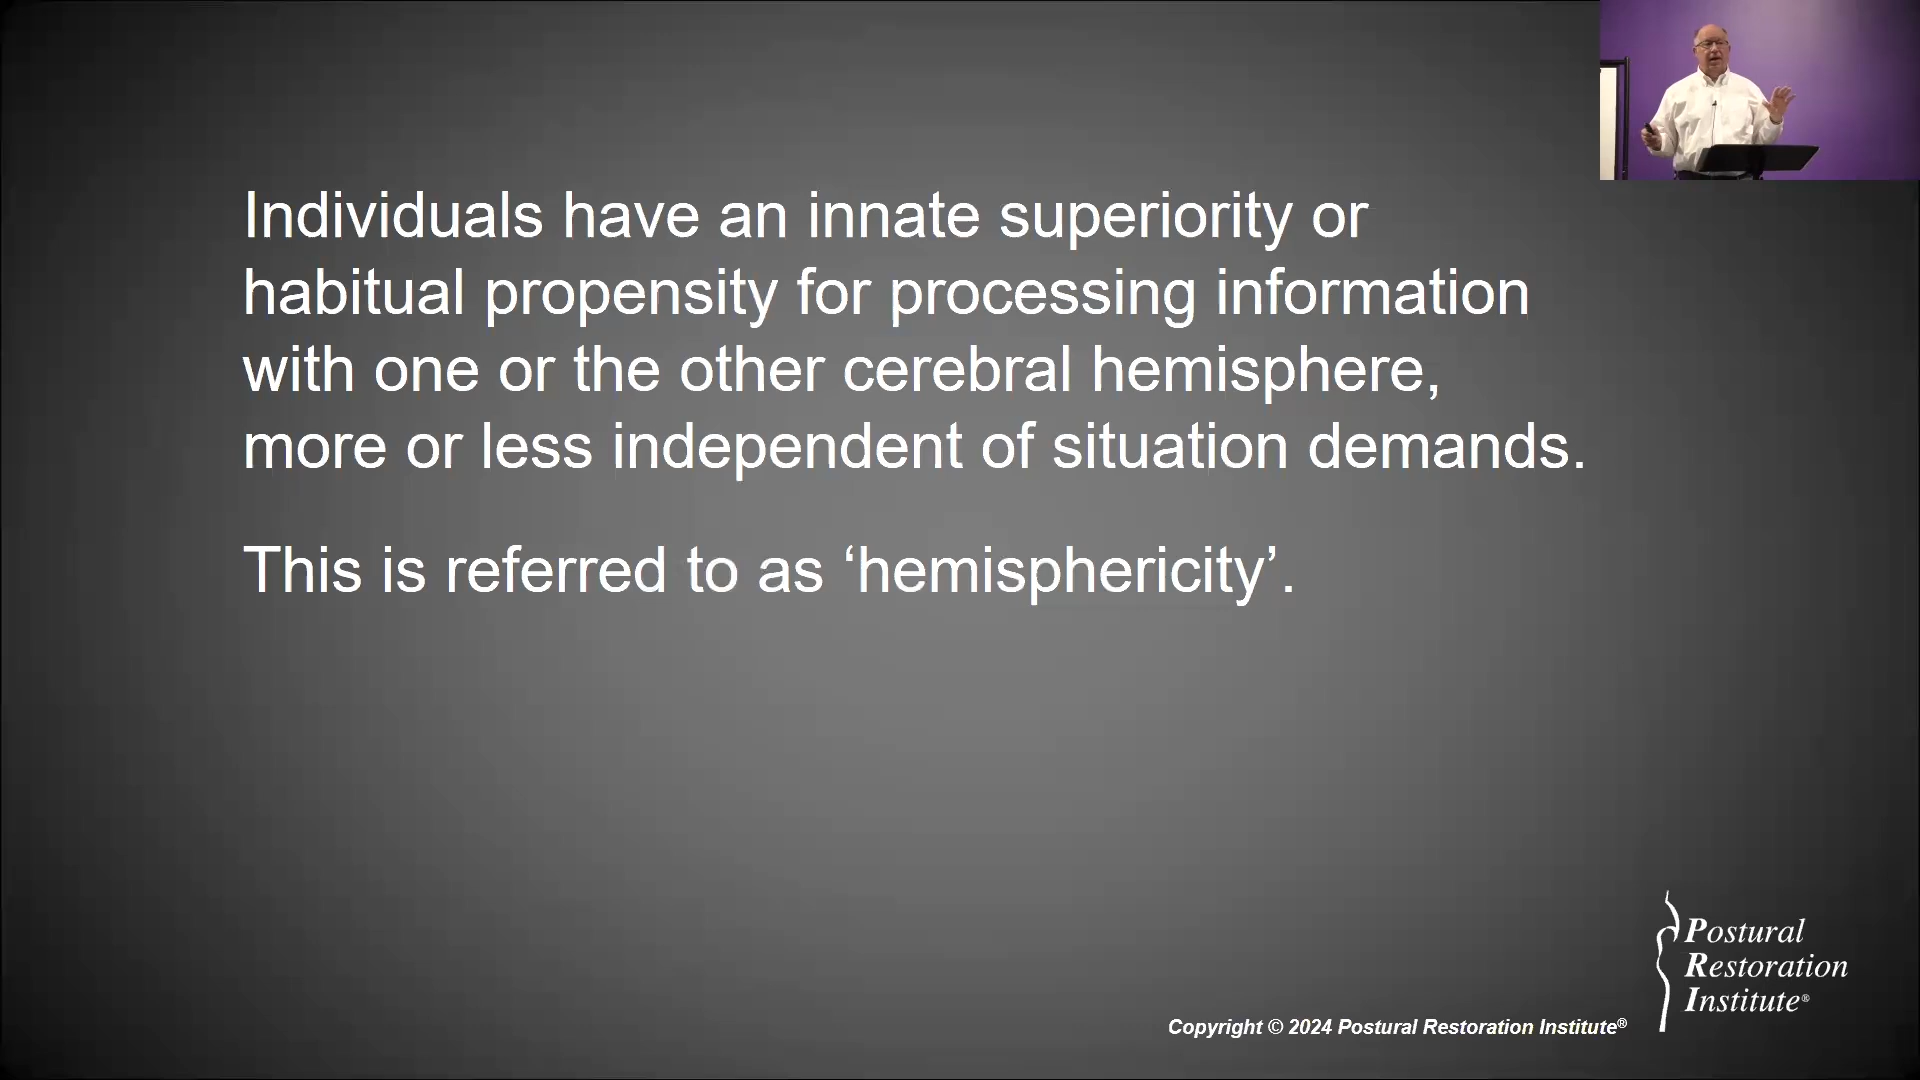 Individuals have an innate superiority or
habitual propensity for processing information
with one or the other cerebral hemisphere,
more or less independent of situation demands.
This is referred to as ‘hemisphericity’.
Postural
Restoration
Institute®
Copyright © 2024 Postural Restoration Institute®